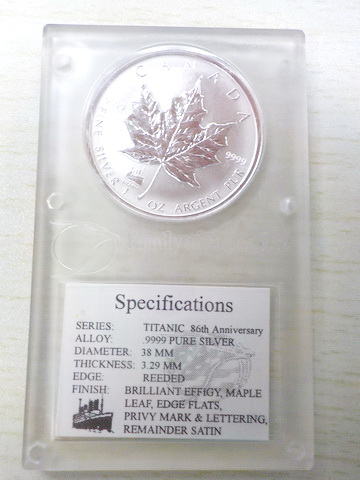 CANADA
9999
FINE SILVER 1 OZ ARGENT PUR
Specifications
SERIES: TITANIC 86th Anniversary
ALLOY: .9999 PURE SILVER
DIAMETER: 38 MM
THICKNESS: 3.29 MM
EDGE: REEDED
FINISH: BRILLIANT EFFIGY, MAPLE
LEAF, EDGE FLATS,
PRIVY MARK & LETTERING,
REMAINDER SATIN